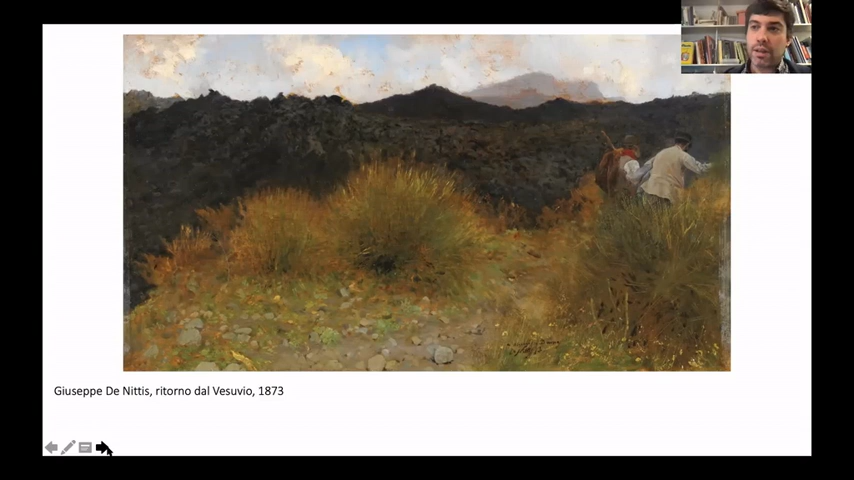 Giuseppe De Nittis, ritorno dal Vesuvio, 1873